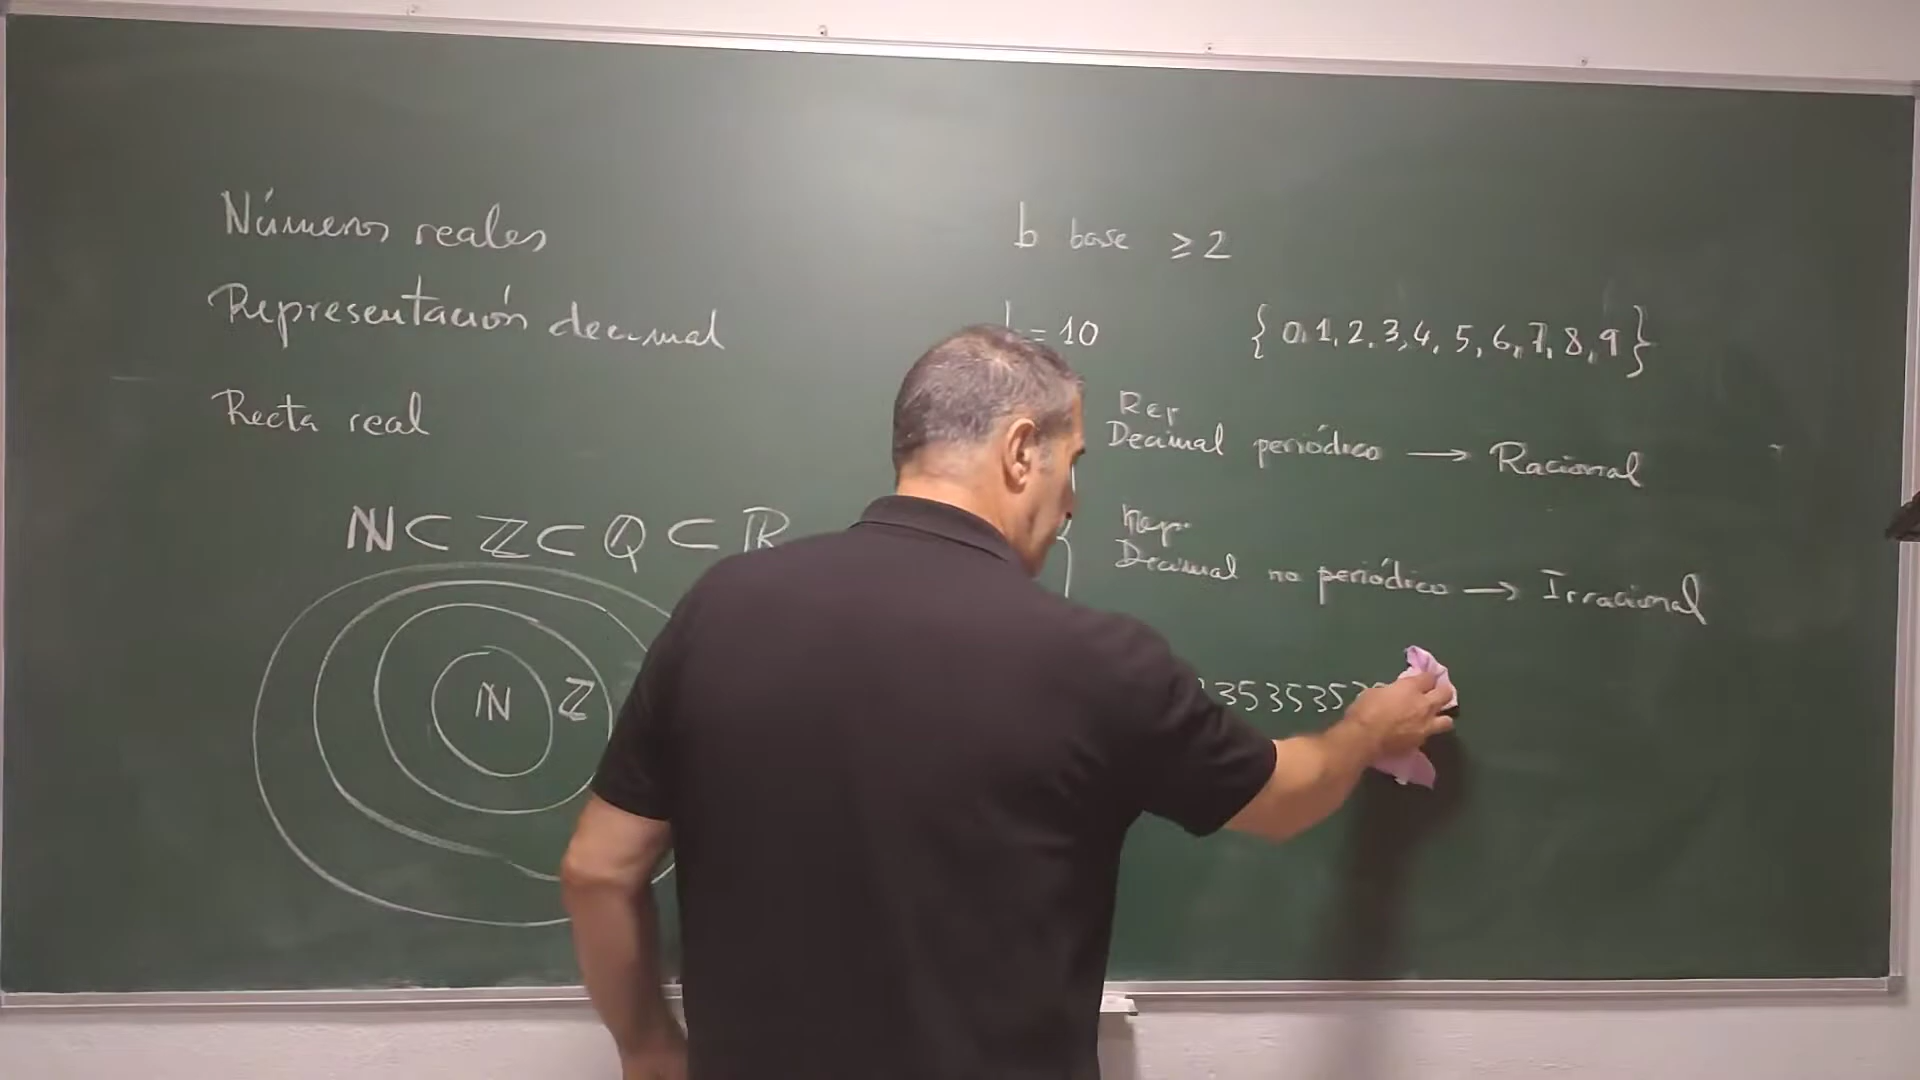 Números reales
Representación decimal
Recta real
ℕ ⊂ ℤ ⊂ ℚ ⊂ ℝ
ℕ ℤ
b base ≥ 2
= 10 { 0, 1, 2, 3, 4, 5, 6, 7, 8, 9 }
Rep
Decimal periódico → Racional
Rep.
Decimal no periódico → Irracional
3535353